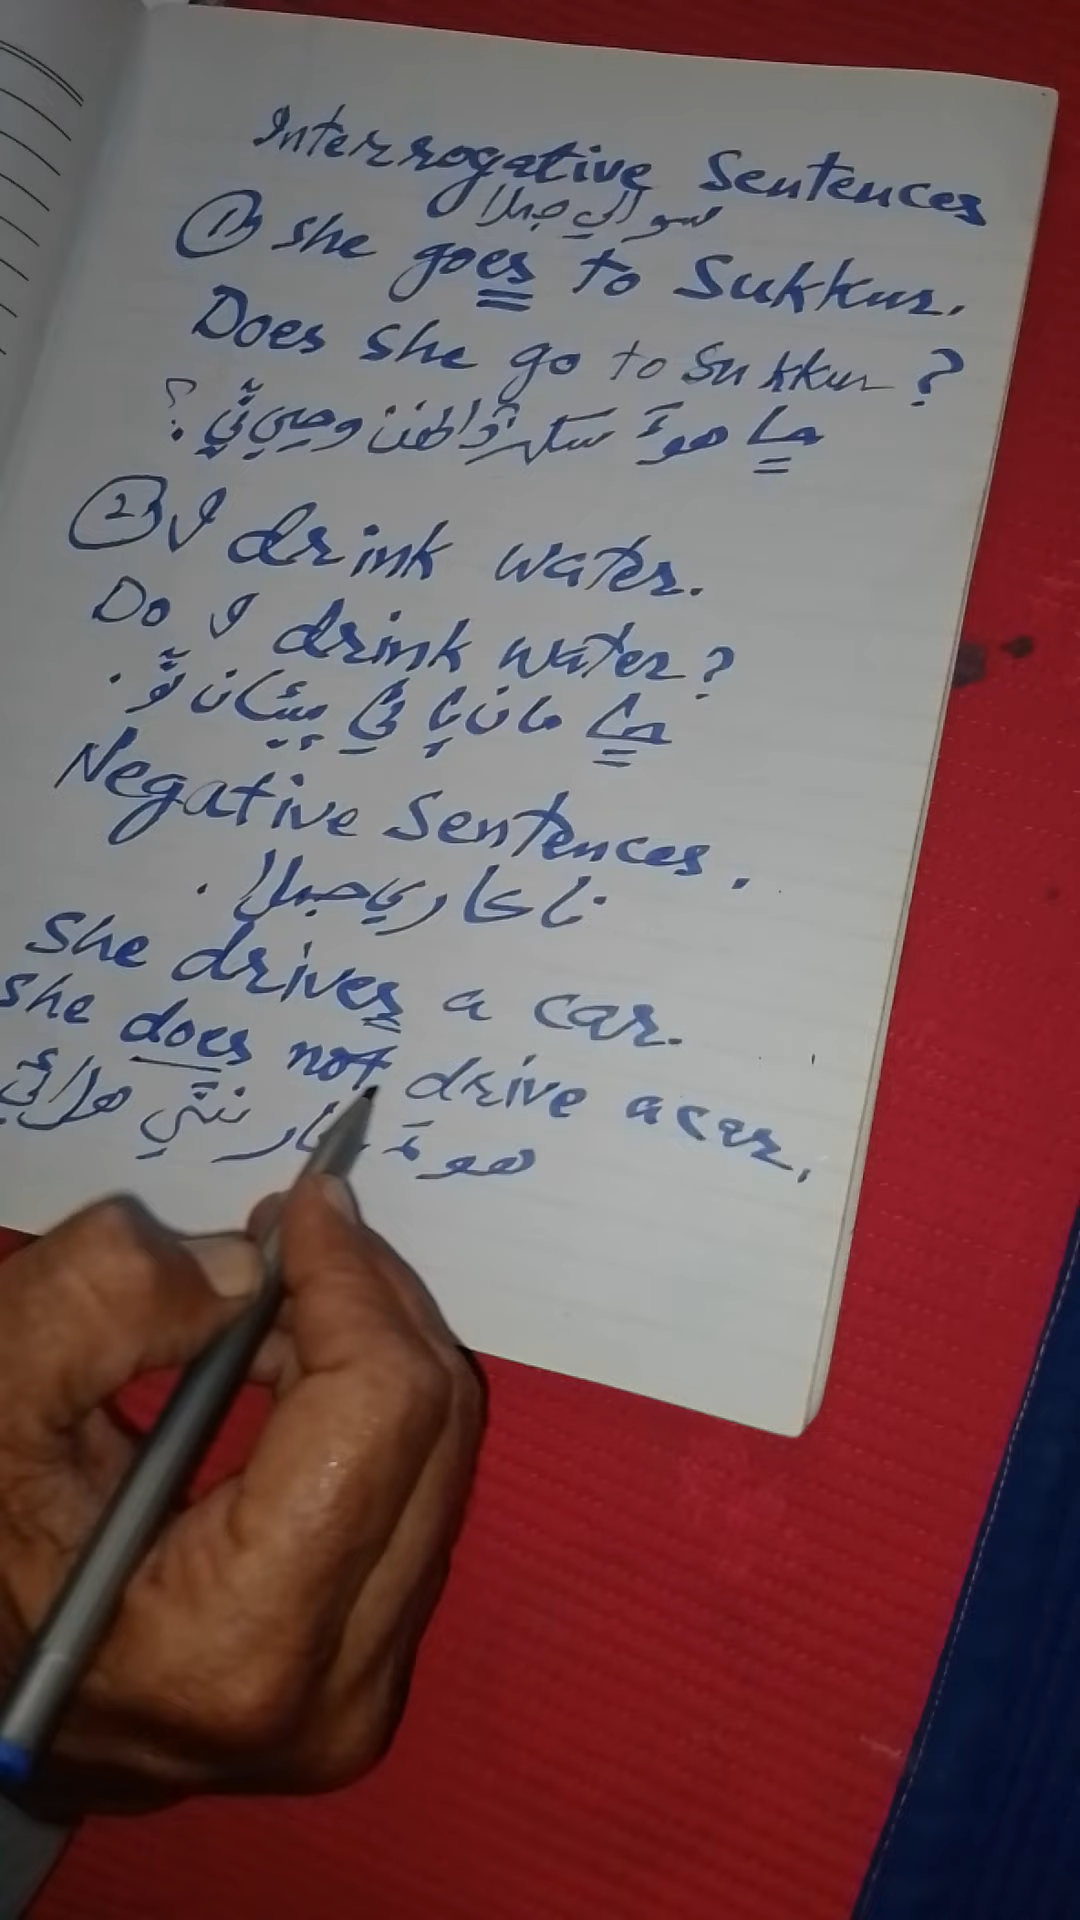 Interrogative Sentences
سوالي جملا
① She goes to Sukkur.
Does she go to Sukkur?
ڇا هوءَ سکر وڃي ٿي؟
② I drink water.
Do I drink water?
ڇا مان پاڻي پيئان ٿو.
Negative Sentences.
ناڪاري جملا.
She drives a car.
She does not drive a car.
هوءَ ڪار نٿي هلائي